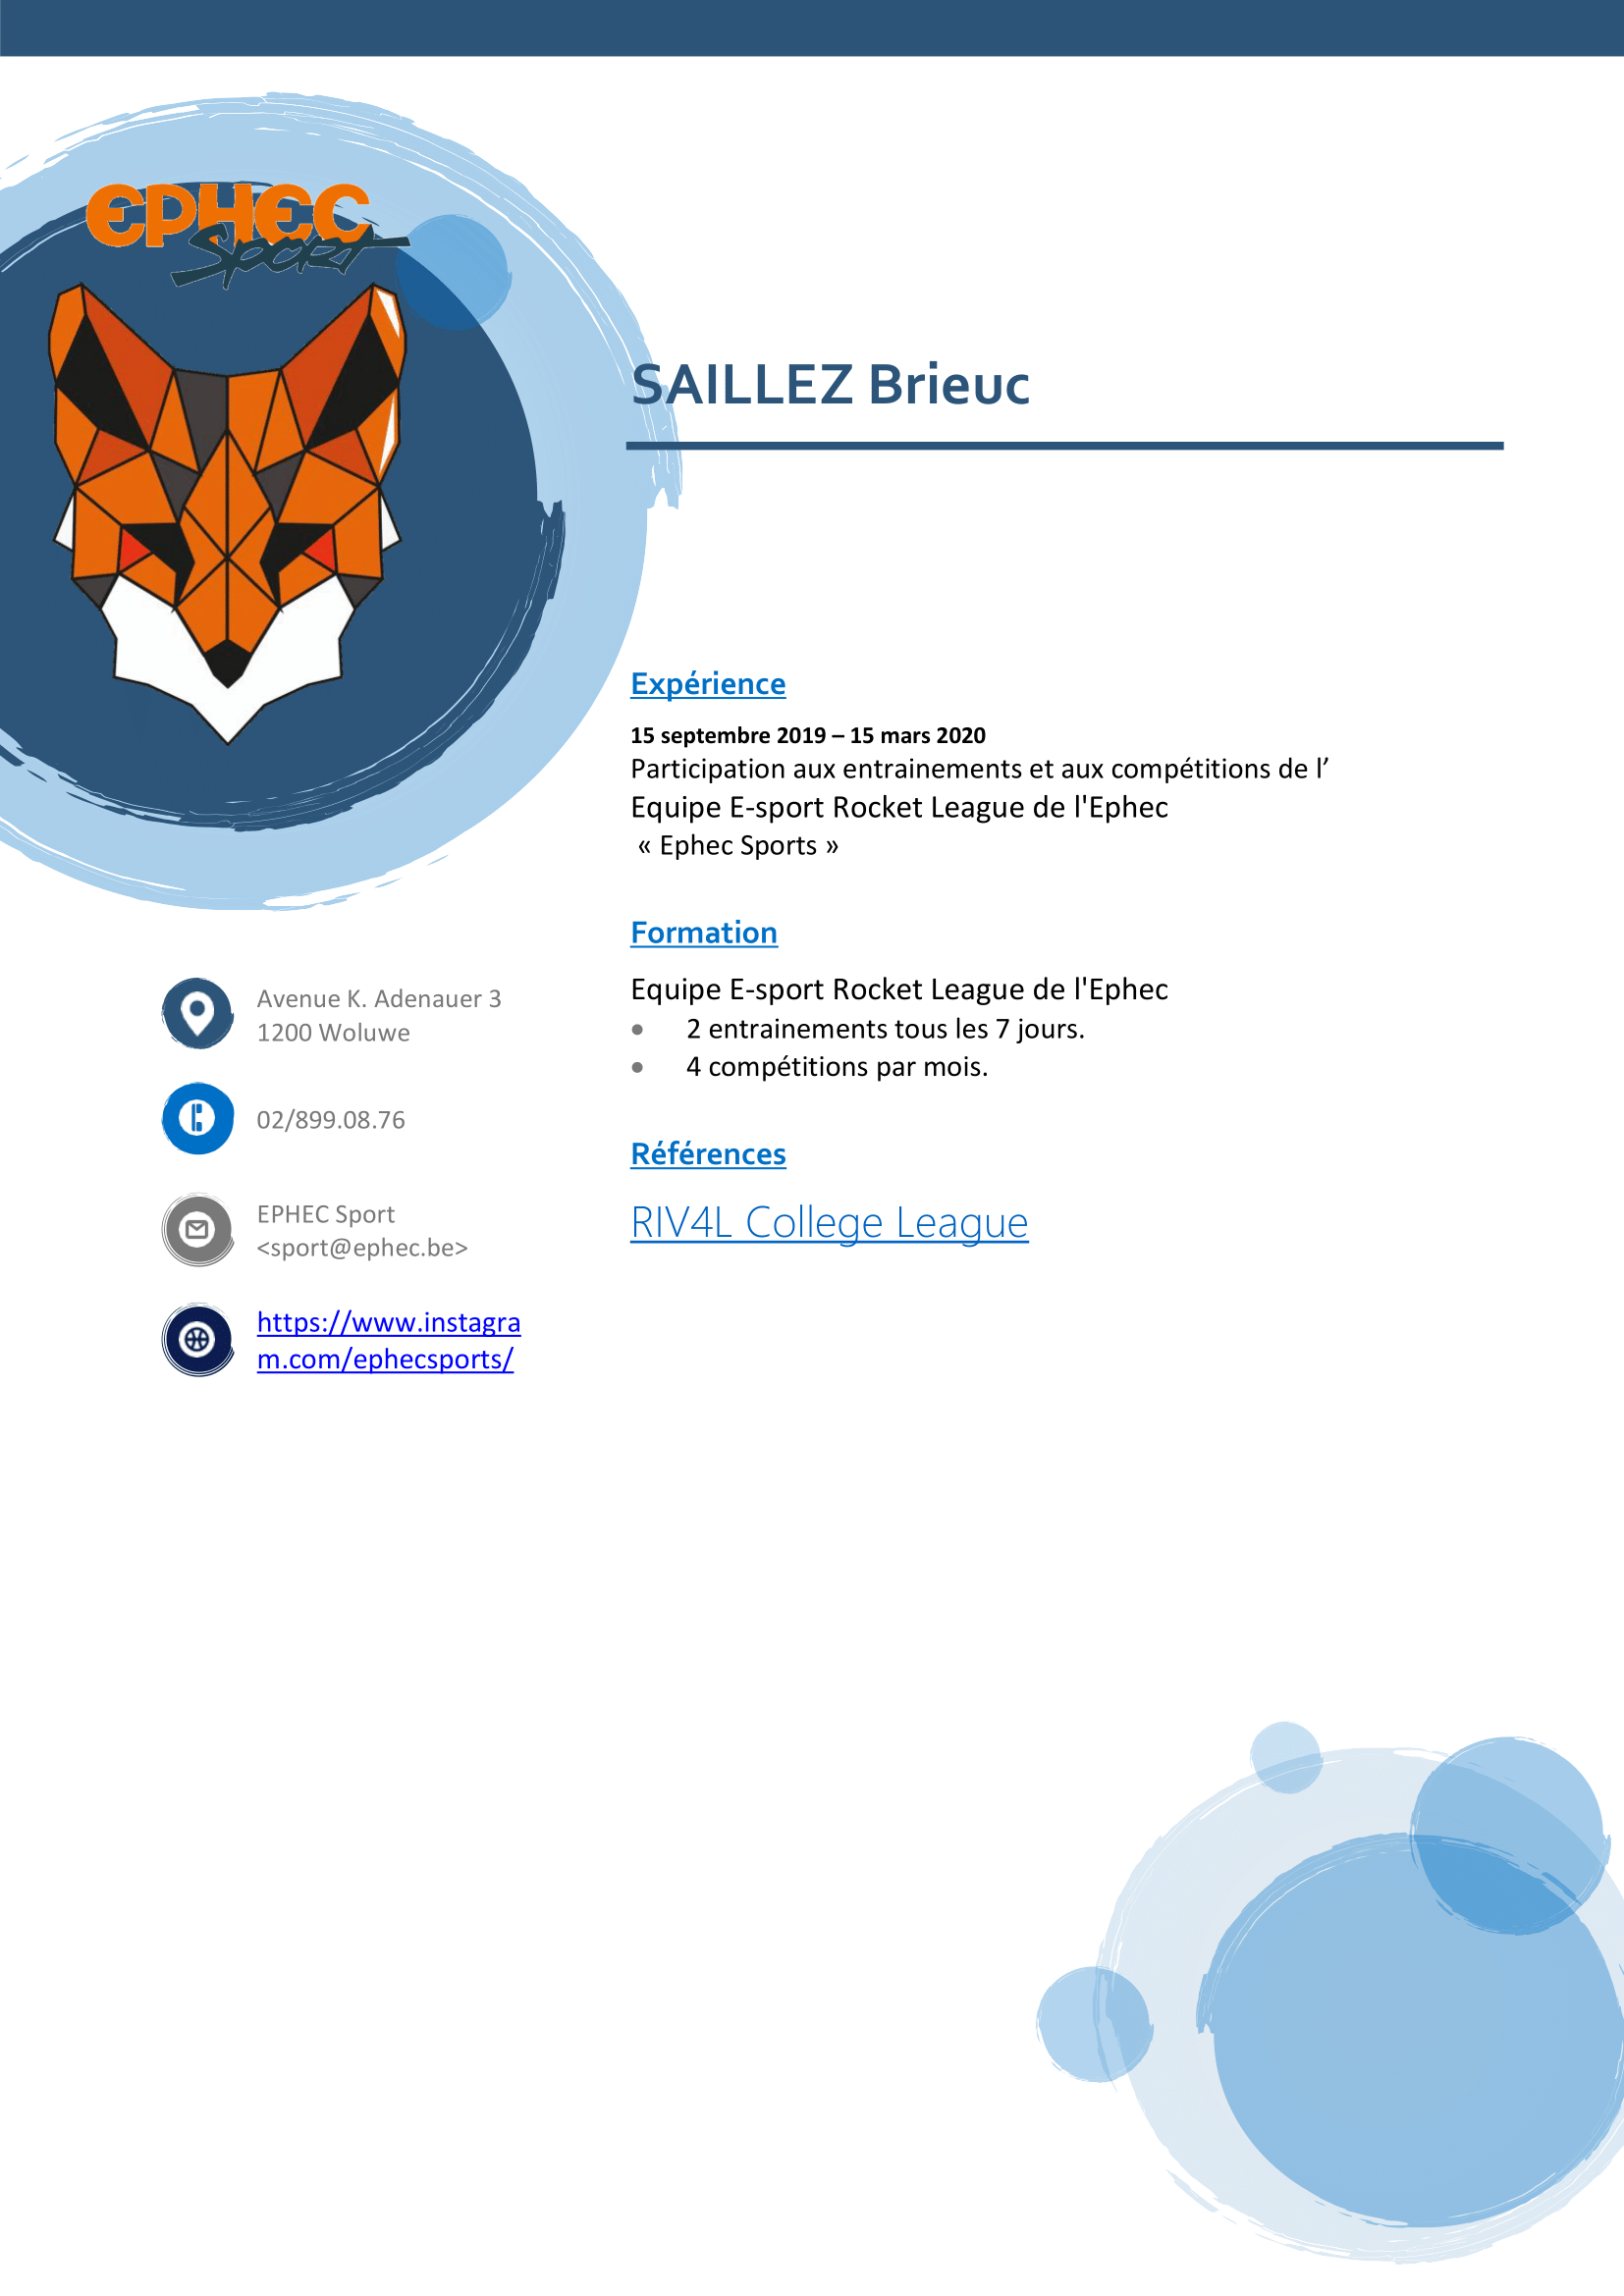 EPHEC
Sport
SAILLEZ Brieuc
Expérience
15 septembre 2019 – 15 mars 2020
Participation aux entrainements et aux compétitions de l’
Equipe E-sport Rocket League de l'Ephec
« Ephec Sports »
Formation
Equipe E-sport Rocket League de l'Ephec
• 2 entrainements tous les 7 jours.
• 4 compétitions par mois.
Références
RIV4L College League
Avenue K. Adenauer 3
1200 Woluwe
02/899.08.76
EPHEC Sport
<sport@ephec.be>
https://www.instagra
m.com/ephecsports/